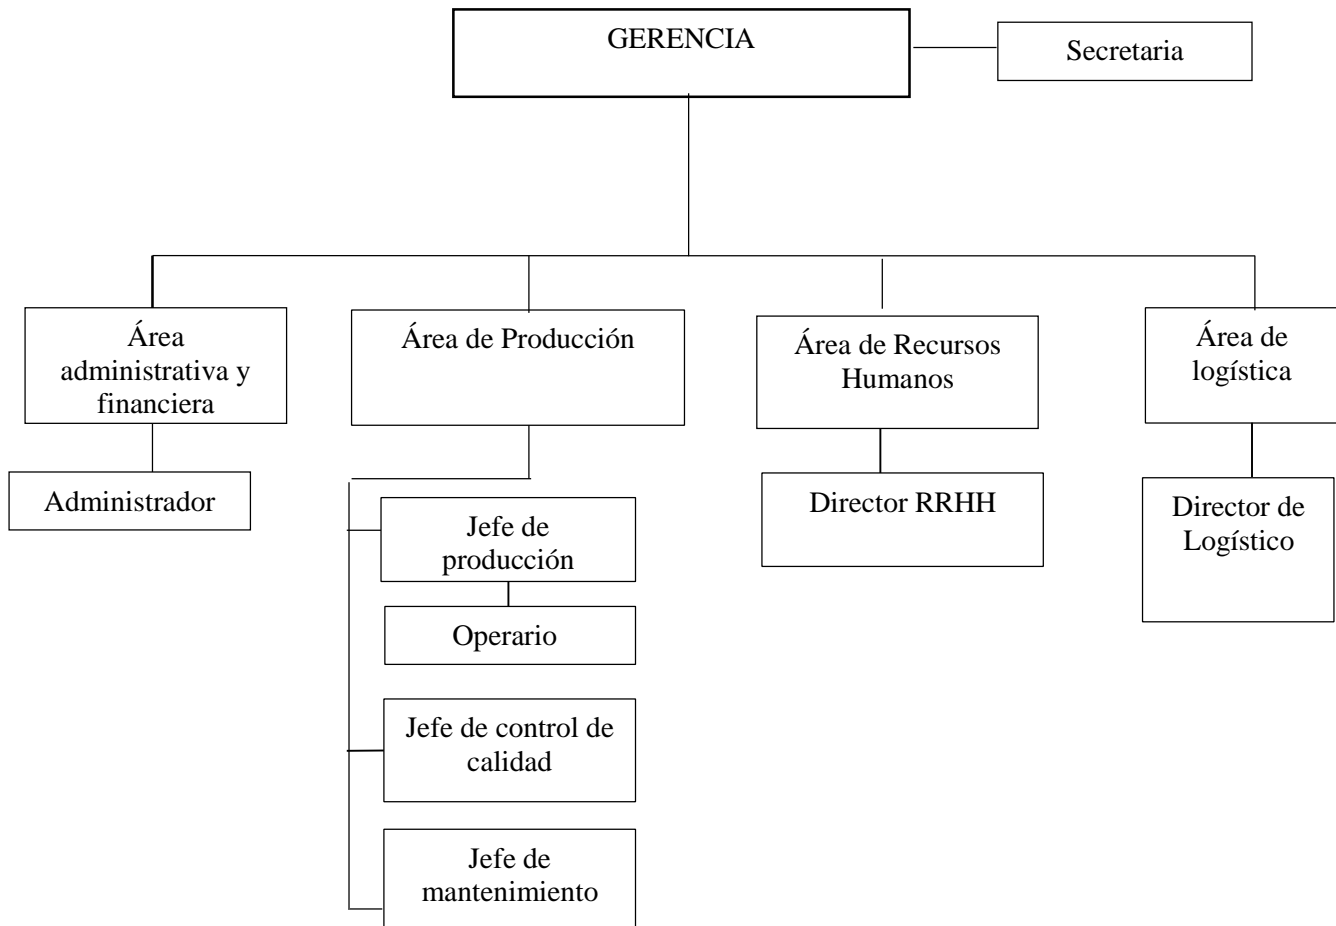 GERENCIA
Secretaria
Área
administrativa y
financiera
Área de Producción
Área de Recursos
Humanos
Área de
logística
Administrador
Director RRHH
Director de
Logístico
Jefe de
producción
Operario
Jefe de control de
calidad
Jefe de
mantenimiento